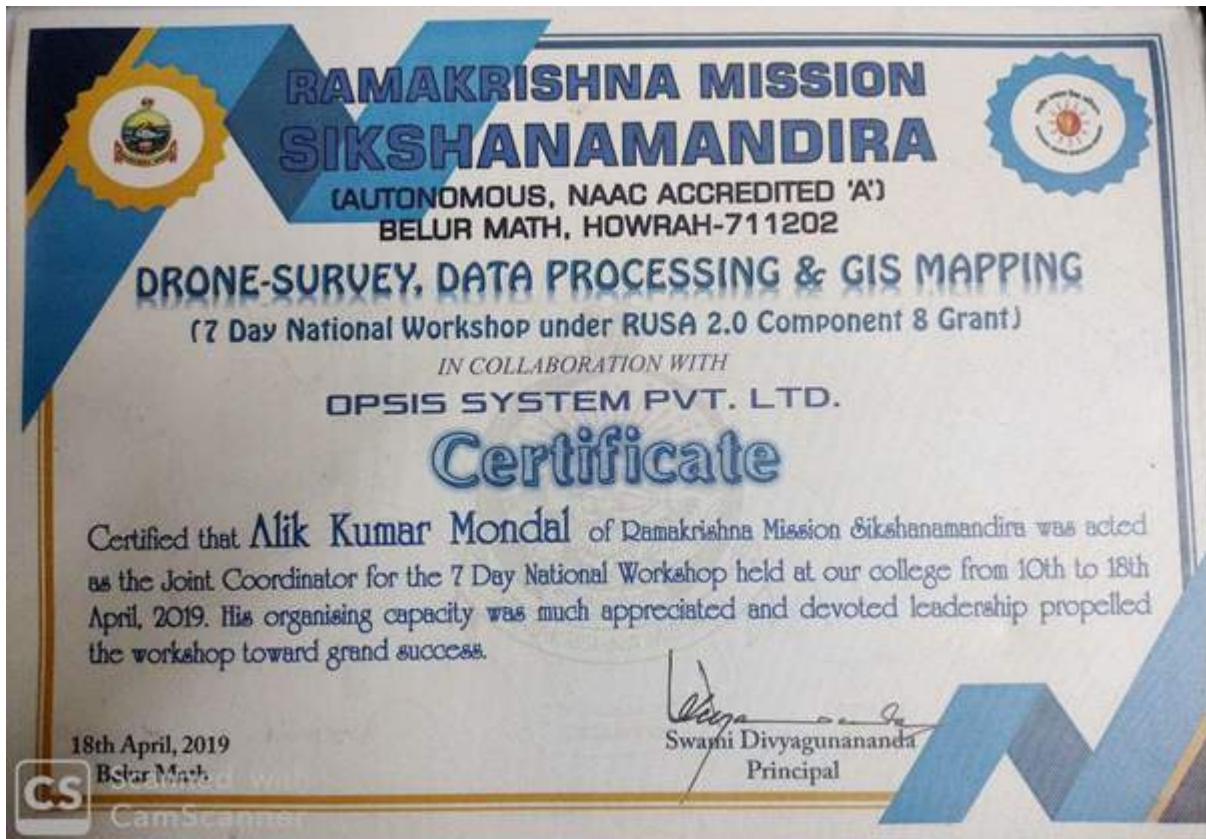 RAMAKRISHNA MISSION
SIKSHANAMANDIRA
(AUTONOMOUS, NAAC ACCREDITED 'A')
BELUR MATH, HOWRAH-711202
DRONE-SURVEY, DATA PROCESSING & GIS MAPPING
(7 Day National Workshop under RUSA 2.0 Component 8 Grant)
IN COLLABORATION WITH
OPSIS SYSTEM PVT. LTD.
Certificate
Certified that Alik Kumar Mondal of Ramakrishna Mission Sikshanamandira was acted
as the Joint Coordinator for the 7 Day National Workshop held at our college from 10th to 18th
April, 2019. His organising capacity was much appreciated and devoted leadership propelled
the workshop toward grand success.
18th April, 2019
Belur Math
Swami Divyagunananda
Principal
CS
Scanned with
CamScanner